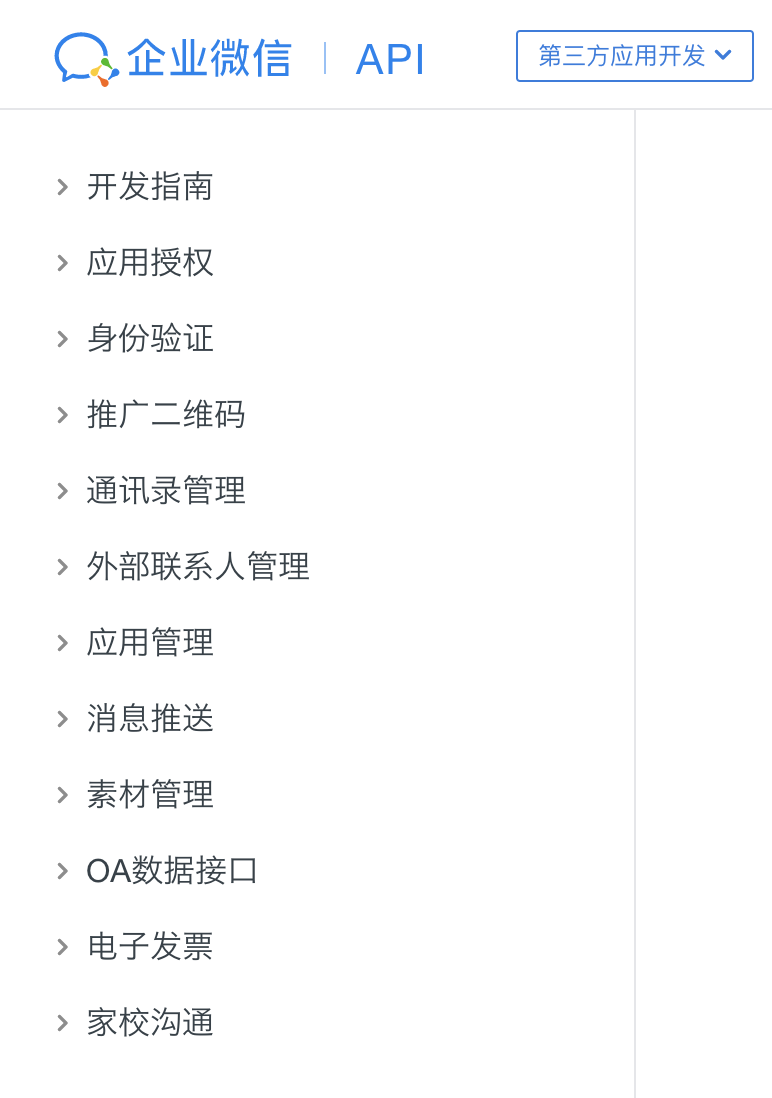 企业微信 | API 第三方应用开发
开发指南
应用授权
身份验证
推广二维码
通讯录管理
外部联系人管理
应用管理
消息推送
素材管理
OA数据接口
电子发票
家校沟通